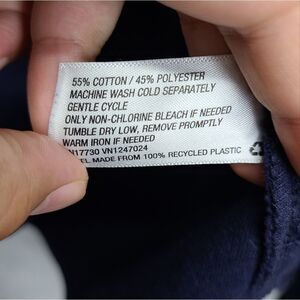 55% COTTON / 45% POLYESTER
MACHINE WASH COLD SEPARATELY
GENTLE CYCLE
ONLY NON-CHLORINE BLEACH IF NEEDED
TUMBLE DRY LOW, REMOVE PROMPTLY
WARM IRON IF NEEDED
17730 VN1247024
MADE FROM 100% RECYCLED PLASTIC